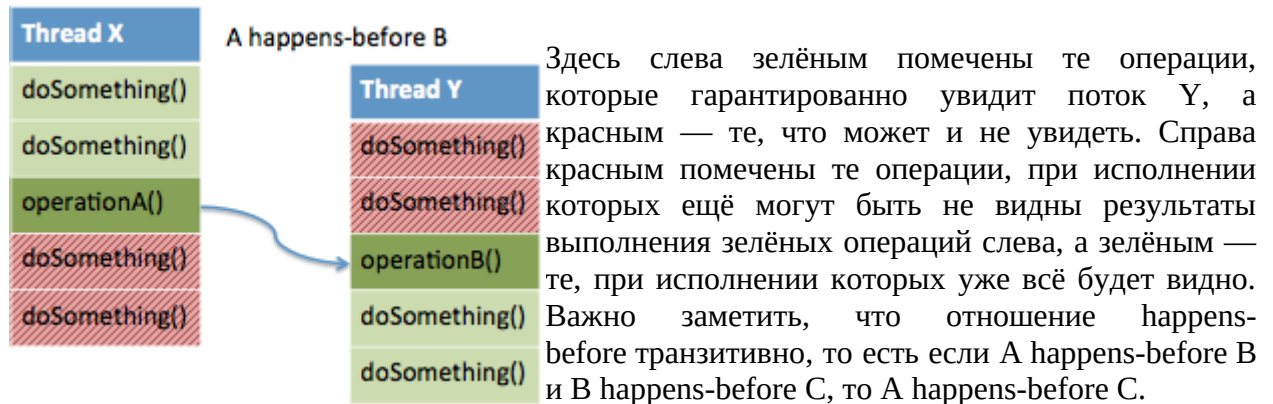 Thread X
doSomething()
doSomething()
operationA()
doSomething()
doSomething()
A happens-before B
Thread Y
doSomething()
doSomething()
operationB()
doSomething()
doSomething()
Здесь слева зелёным помечены те операции,
которые гарантированно увидит поток Y, а
красным — те, что может и не увидеть. Справа
красным помечены те операции, при исполнении
которых ещё могут быть не видны результаты
выполнения зелёных операций слева, а зелёным —
те, при исполнении которых уже всё будет видно.
Важно заметить, что отношение happens-
before транзитивно, то есть если A happens-before B
и B happens-before C, то A happens-before C.